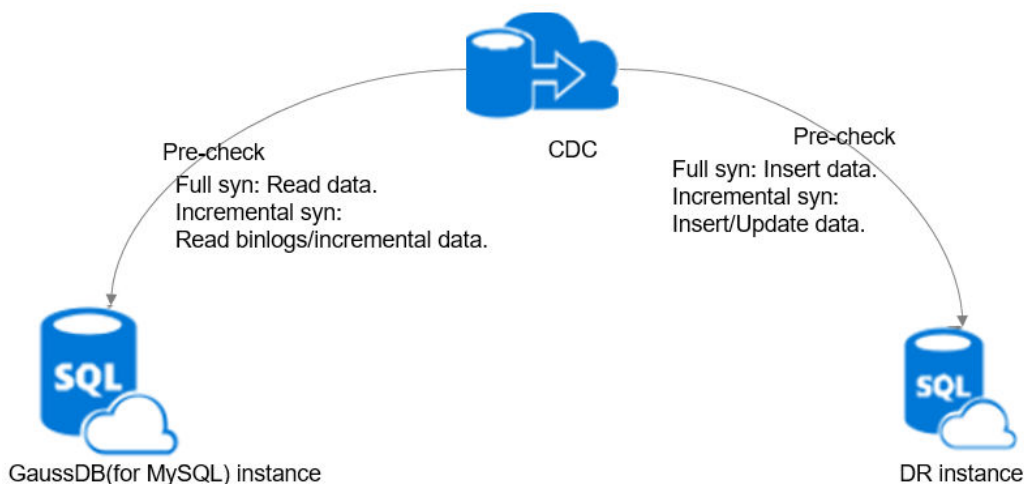 CDC
Pre-check
Full syn: Read data.
Incremental syn:
Read binlogs/incremental data.
Pre-check
Full syn: Insert data.
Incremental syn:
Insert/Update data.
SQL
GaussDB(for MySQL) instance
SQL
DR instance